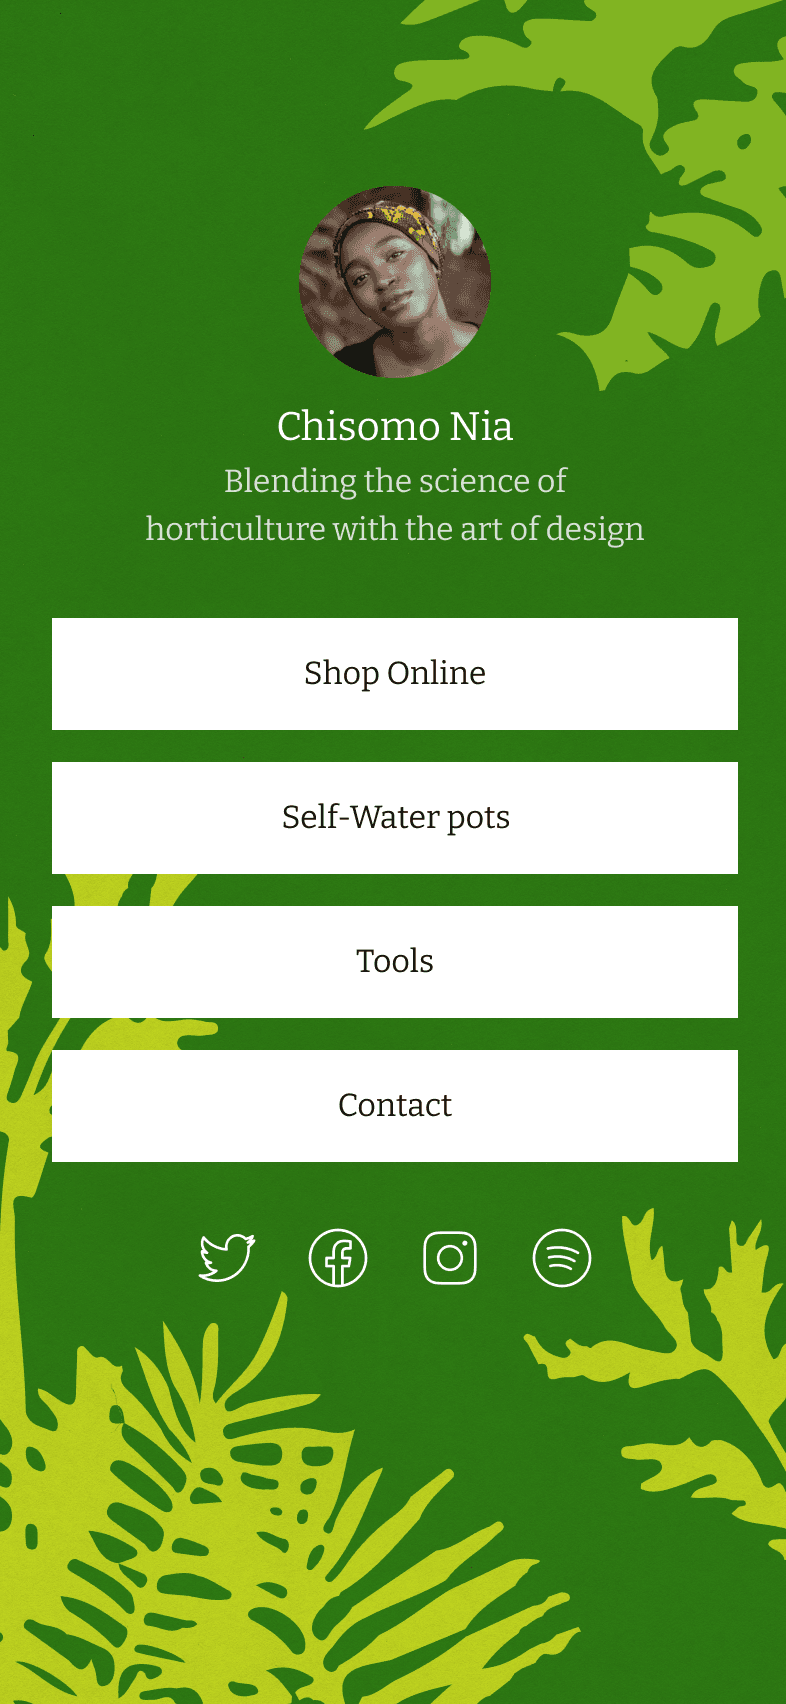 Chisomo Nia
Blending the science of
horticulture with the art of design
Shop Online
Self-Water pots
Tools
Contact